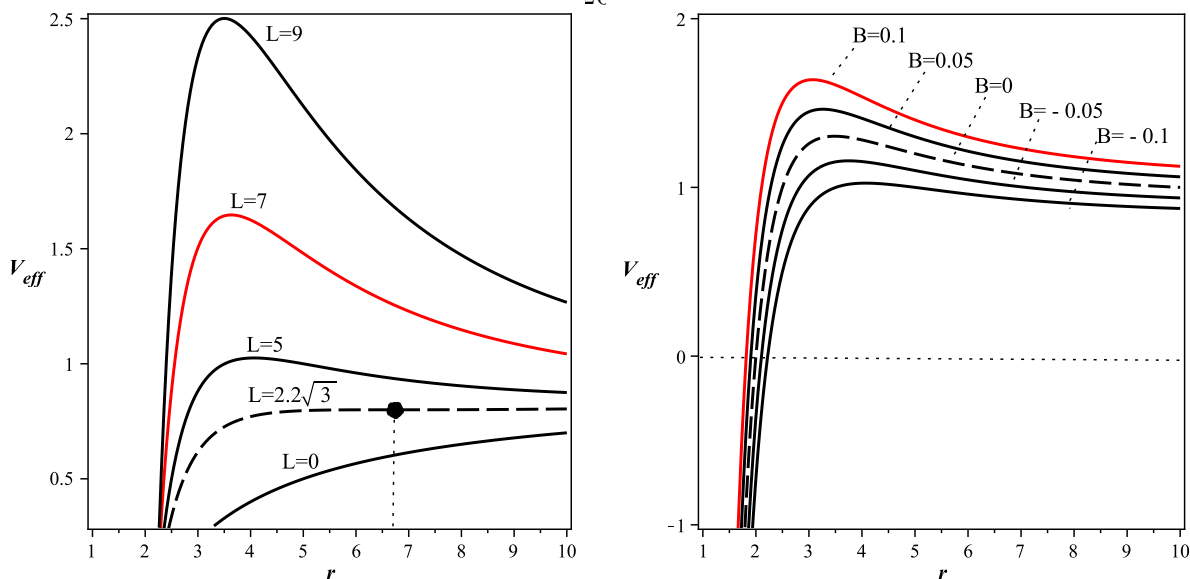 2.5
2
1.5
1
0.5
V_eff
L=9
L=7
L=5
L=2.2√3
L=0
1 2 3 4 5 6 7 8 9 10
r
2
1
0
-1
V_eff
B=0.1
B=0.05
B=0
B= - 0.05
B= - 0.1
1 2 3 4 5 6 7 8 9 10
r